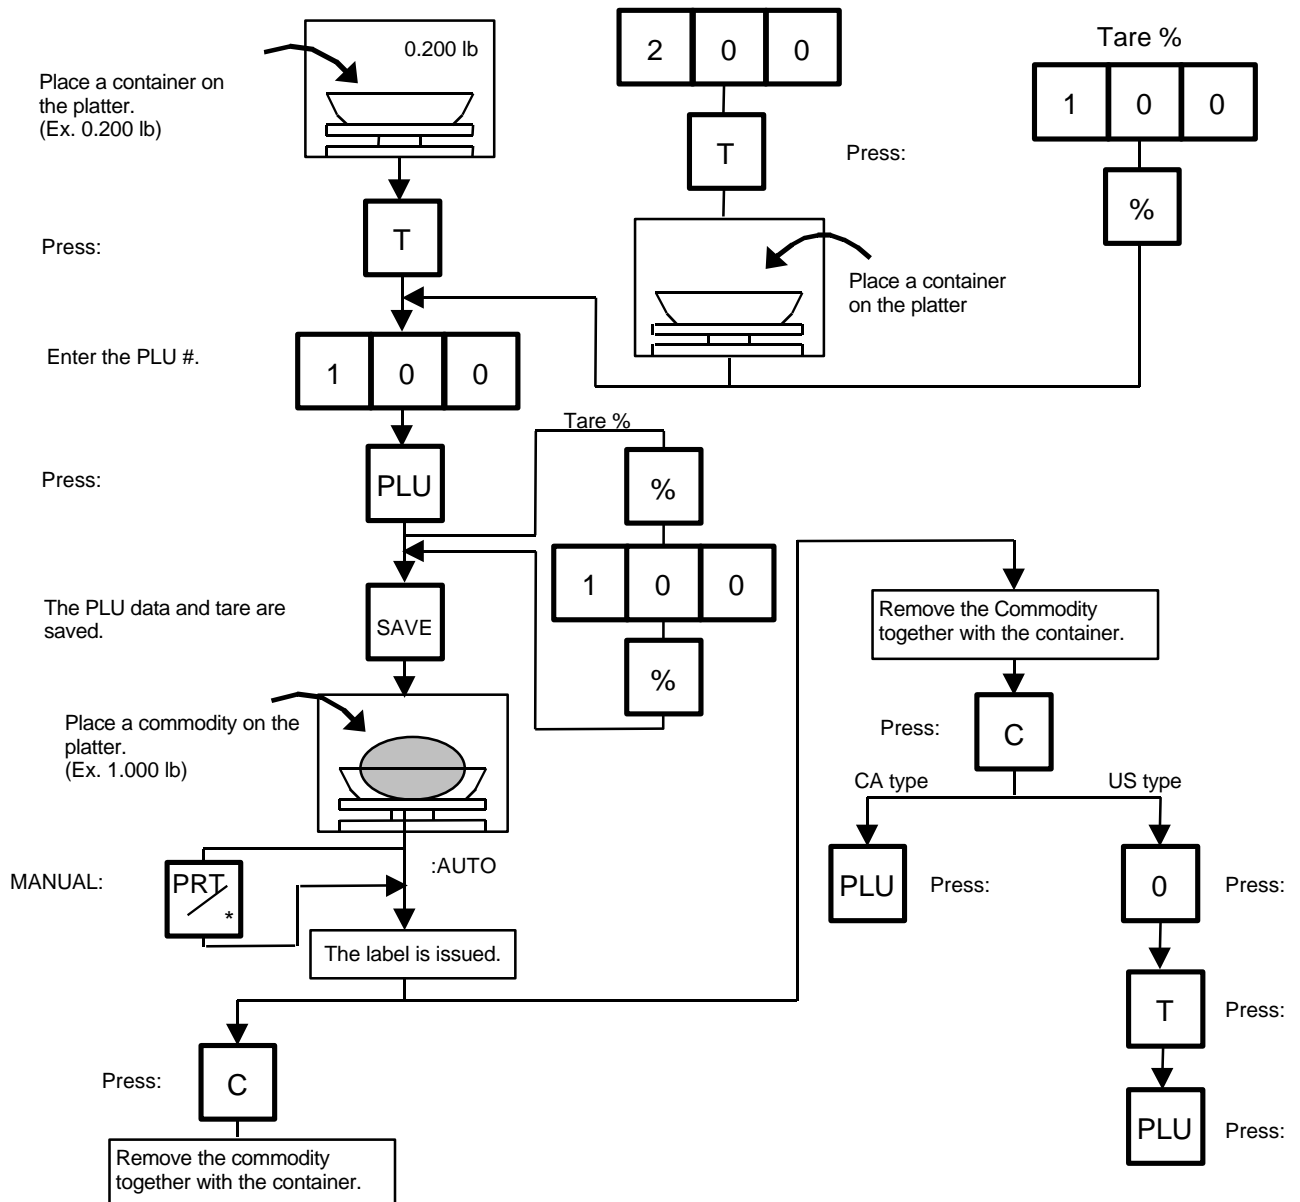 0.200 lb
Place a container on
the platter.
(Ex. 0.200 lb)
Press:
T
2 0 0
T
Press:
Place a container
on the platter
Tare %
1 0 0
%
Enter the PLU #.
1 0 0
Press:
PLU
Tare %
%
1 0 0
%
The PLU data and tare are
saved.
SAVE
Place a commodity on the
platter.
(Ex. 1.000 lb)
MANUAL:
PRT
*
:AUTO
The label is issued.
Press:
C
Remove the commodity
together with the container.
Remove the Commodity
together with the container.
Press:
C
CA type
US type
PLU
Press:
0
Press:
T
Press:
PLU
Press: